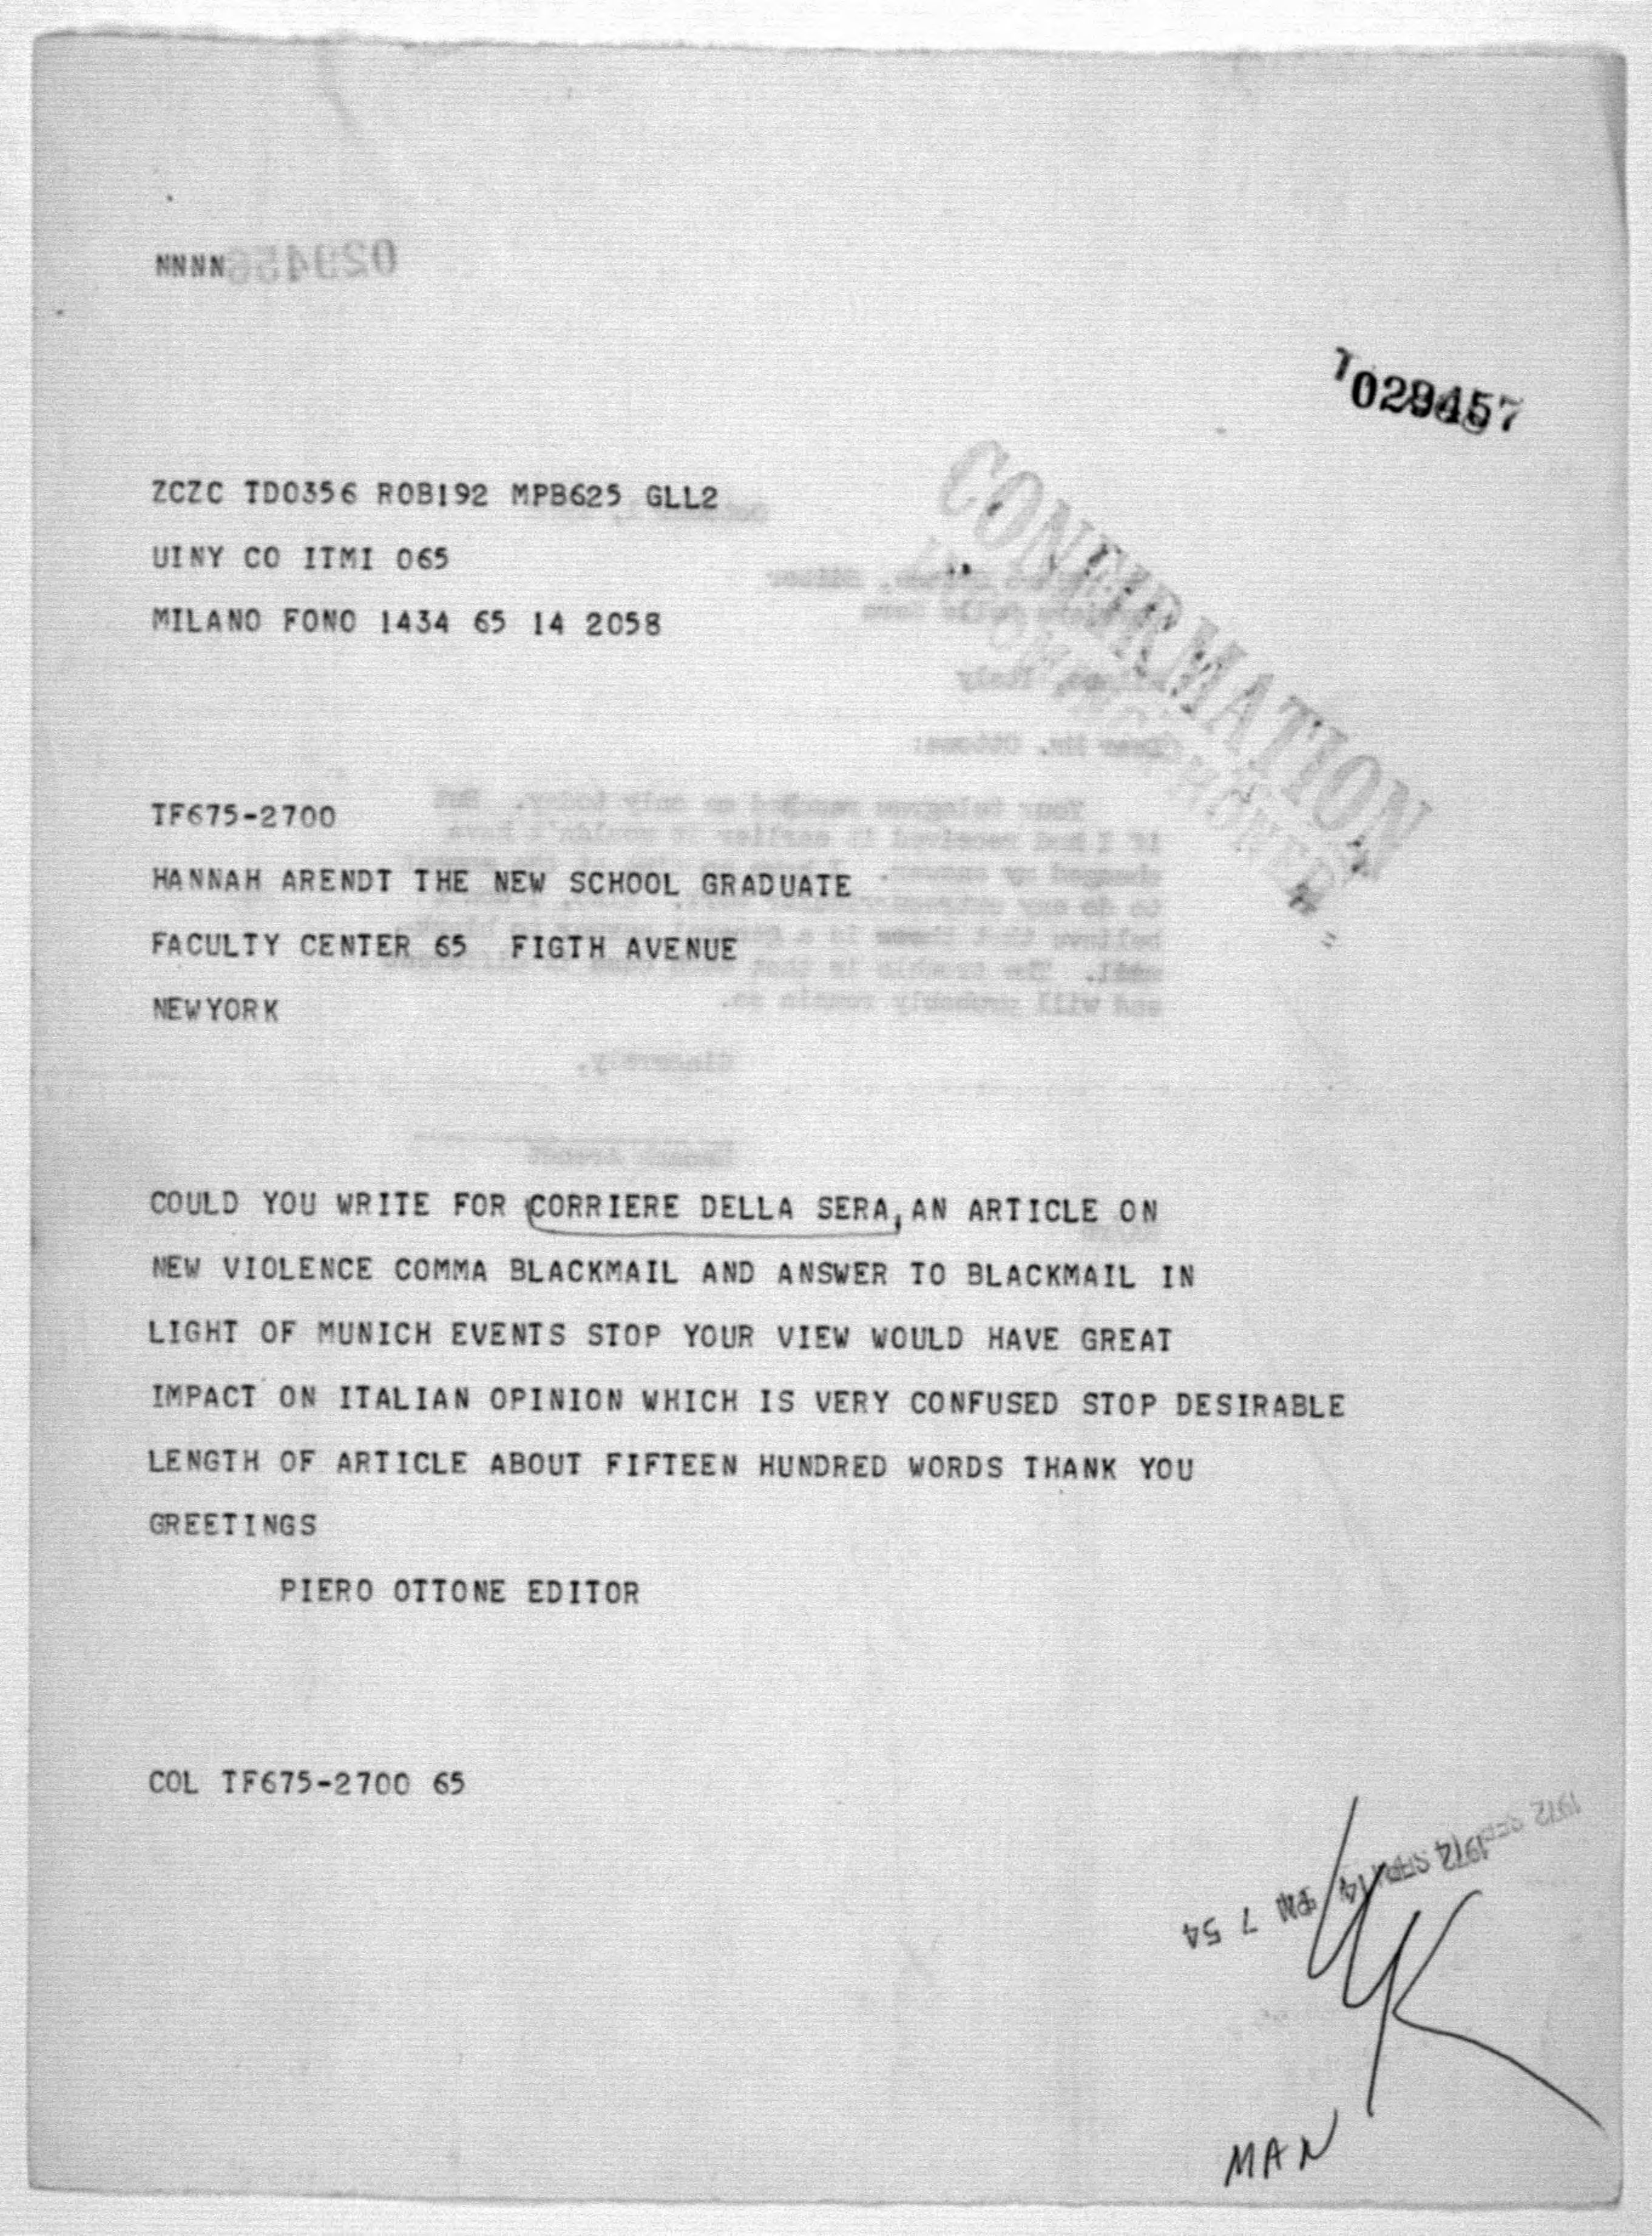 NNNN
029457
ZCZC TD0356 ROB192 MPB625 GLL2
UINY CO ITMI 065
MILANO FONO 1434 65 14 2058
CONFIRMATION
TF675-2700
HANNAH ARENDT THE NEW SCHOOL GRADUATE
FACULTY CENTER 65 FIGTH AVENUE
NEWYORK
COULD YOU WRITE FOR CORRIERE DELLA SERA, AN ARTICLE ON
NEW VIOLENCE COMMA BLACKMAIL AND ANSWER TO BLACKMAIL IN
LIGHT OF MUNICH EVENTS STOP YOUR VIEW WOULD HAVE GREAT
IMPACT ON ITALIAN OPINION WHICH IS VERY CONFUSED STOP DESIRABLE
LENGTH OF ARTICLE ABOUT FIFTEEN HUNDRED WORDS THANK YOU
GREETINGS
PIERO OTTONE EDITOR
COL TF675-2700 65
1972 SEP 14 PM 7 54
MAN